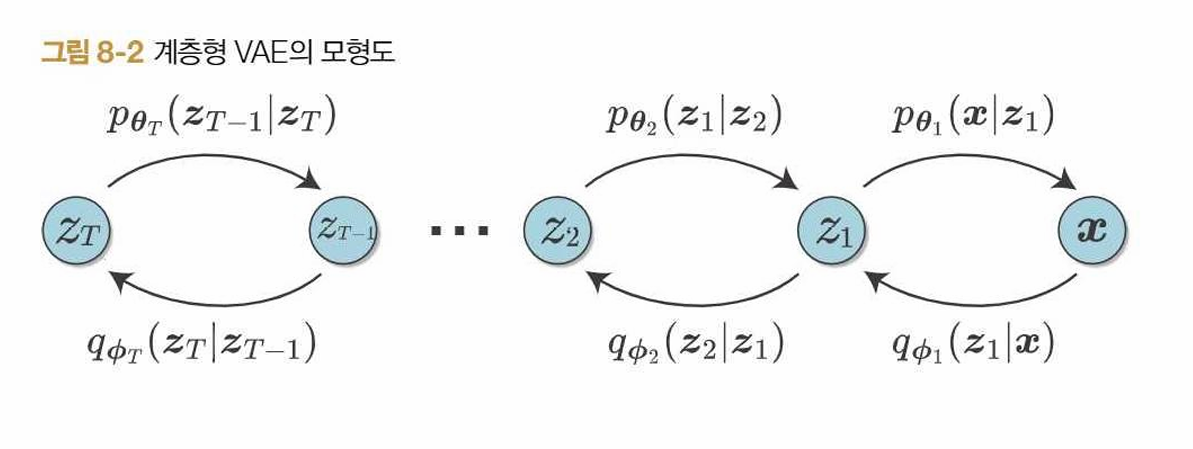 그림 8-2 계층형 VAE의 모형도
p_{θ_T}(z_{T−1}|z_T) p_{θ_2}(z_1|z_2) p_{θ_1}(x|z_1)
z_T z_{T−1} ... z_2 z_1 x
q_{ϕ_T}(z_T|z_{T−1}) q_{ϕ_2}(z_2|z_1) q_{ϕ_1}(z_1|x)